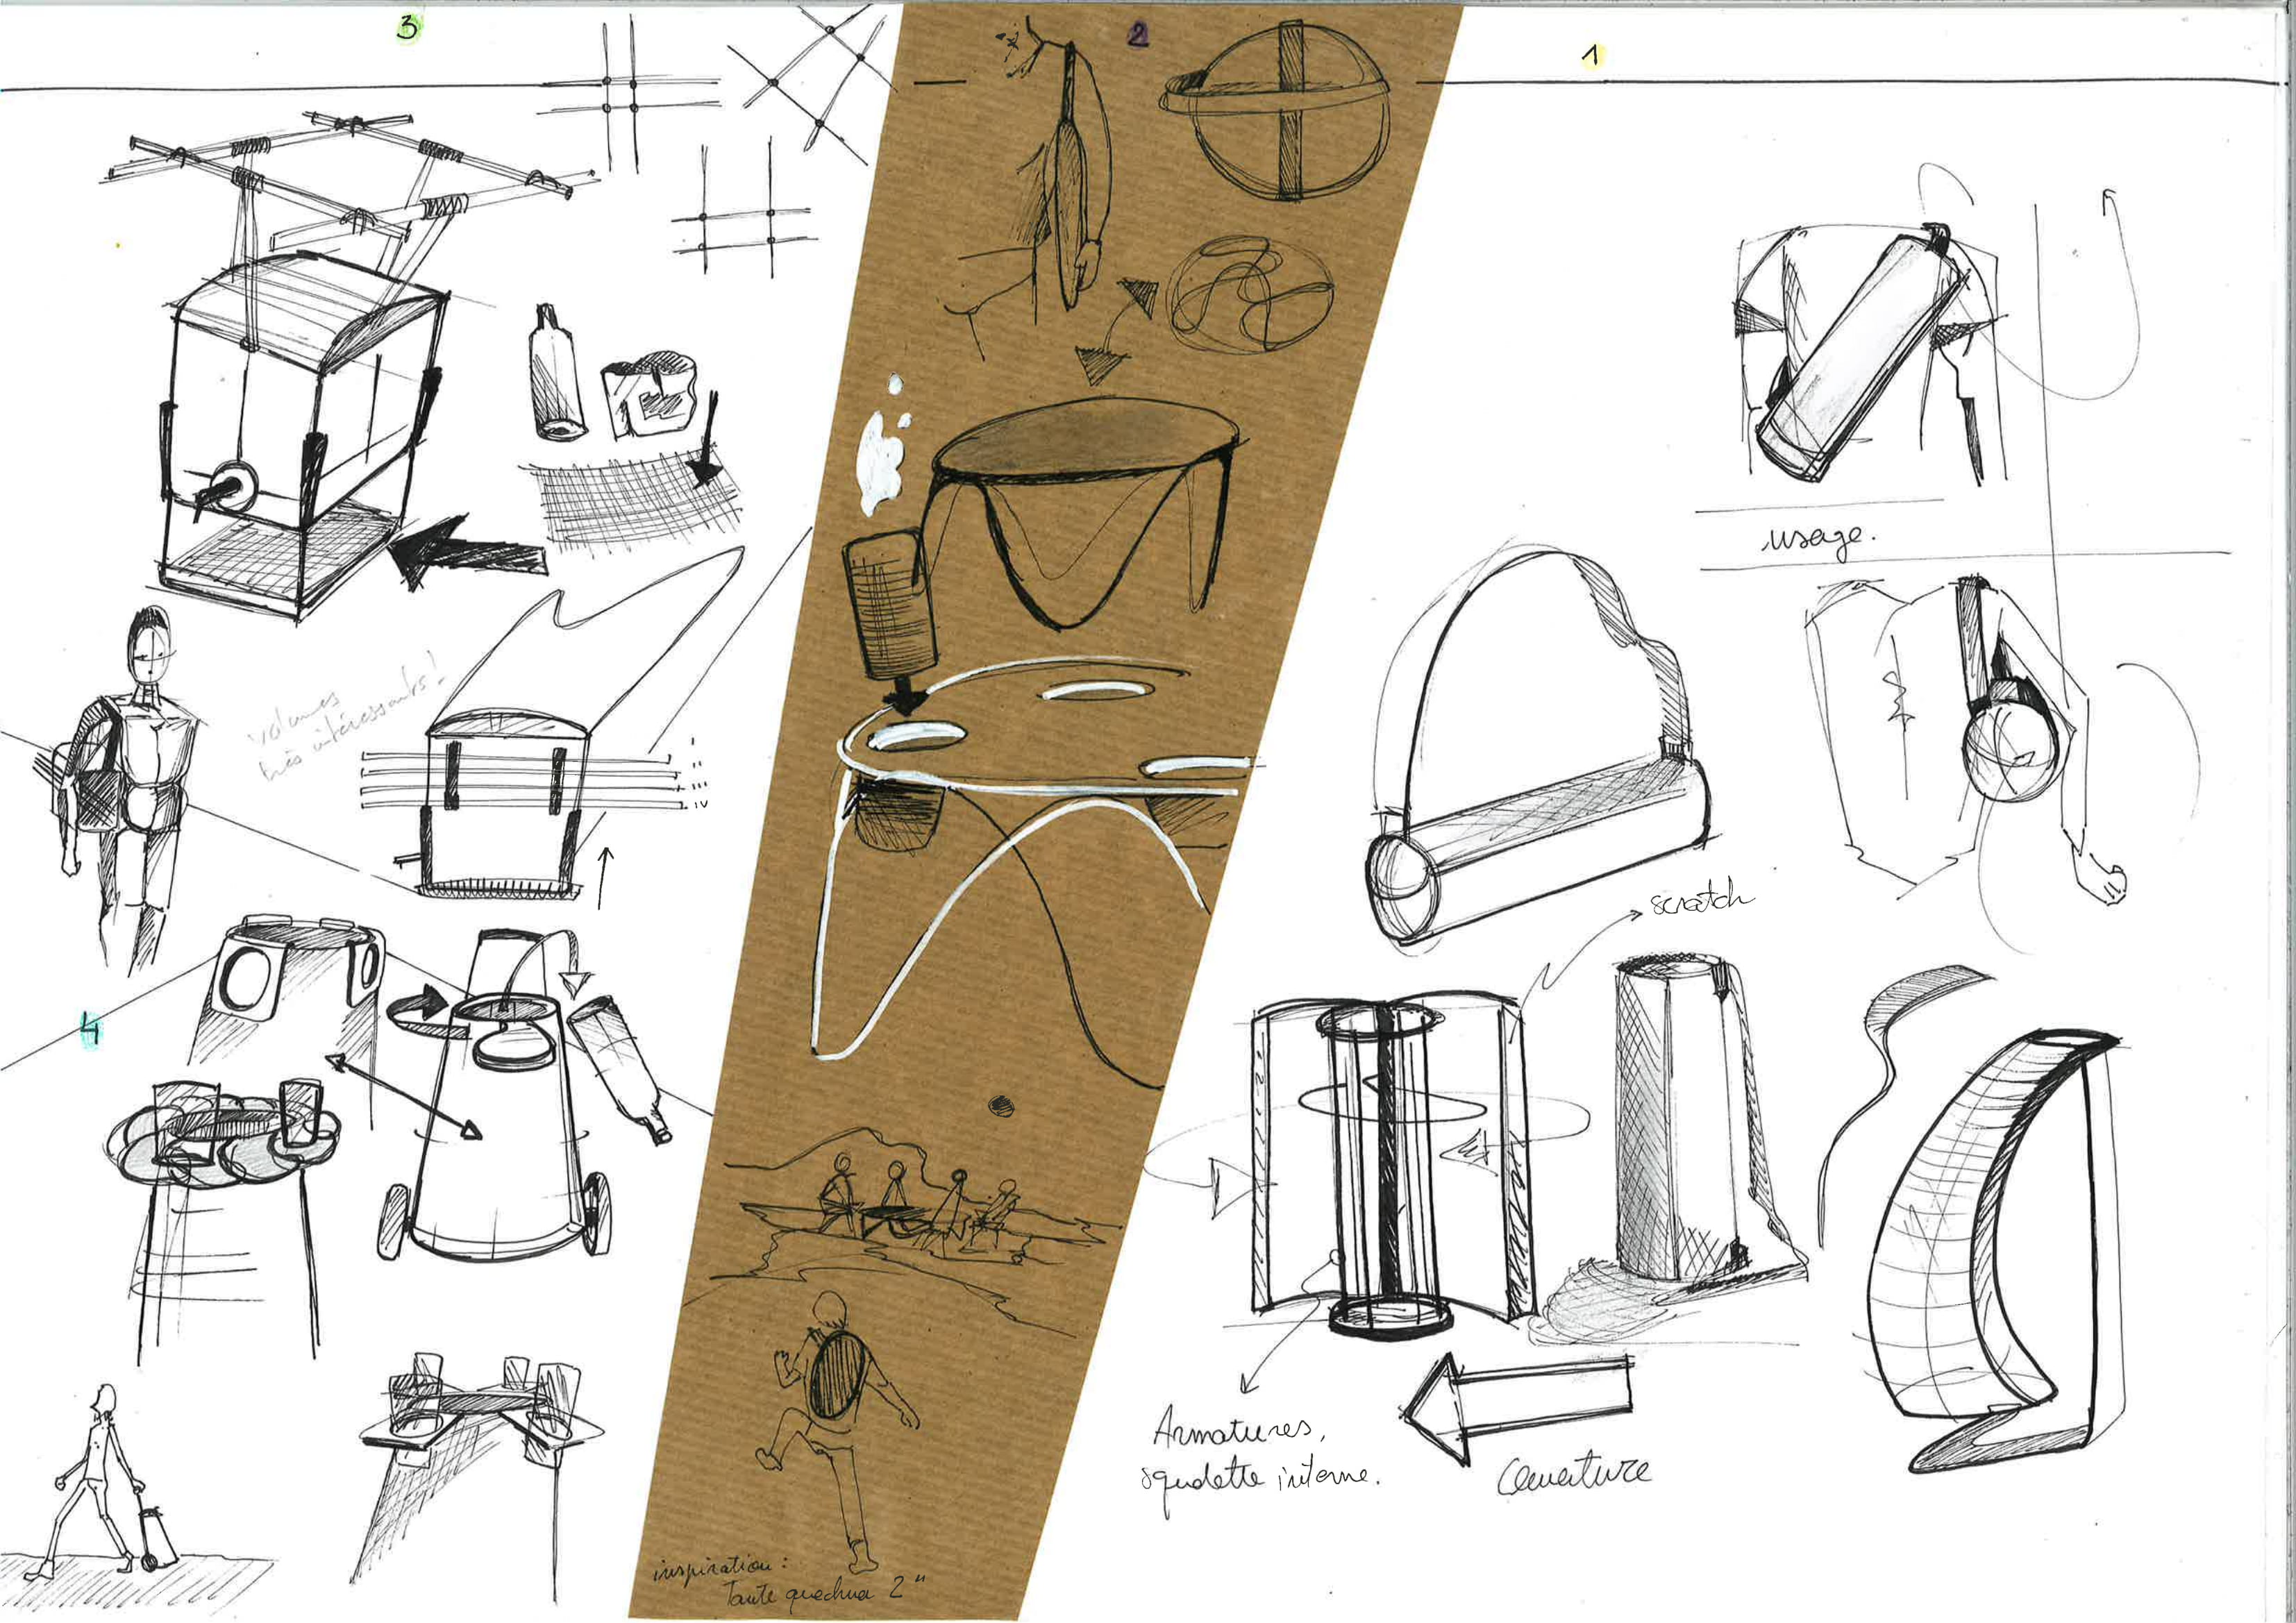 3
2
1
usage.
volumes
très intéressants!
I
II
III
IV
scratch
4
Armatures,
squelette interne.
Couverture
inspiration :
Tante quechua 2"